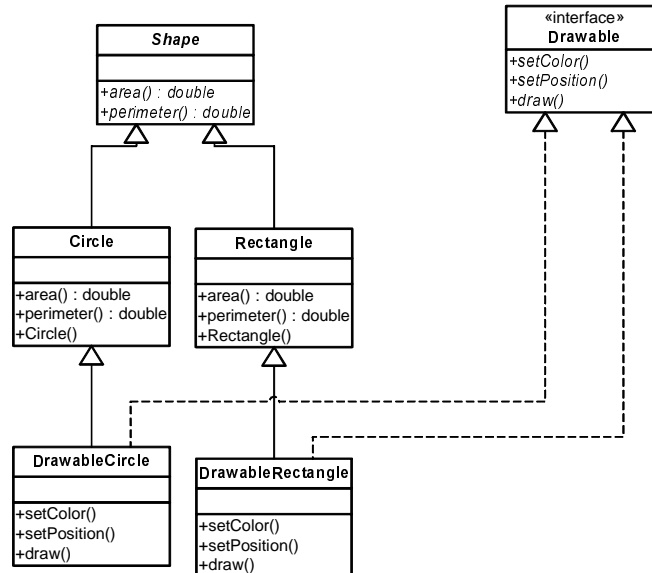 Shape
+area() : double
+perimeter() : double
«interface»
Drawable
+setColor()
+setPosition()
+draw()
Circle
+area() : double
+perimeter() : double
+Circle()
Rectangle
+area() : double
+perimeter() : double
+Rectangle()
DrawableCircle
+setColor()
+setPosition()
+draw()
DrawableRectangle
+setColor()
+setPosition()
+draw()